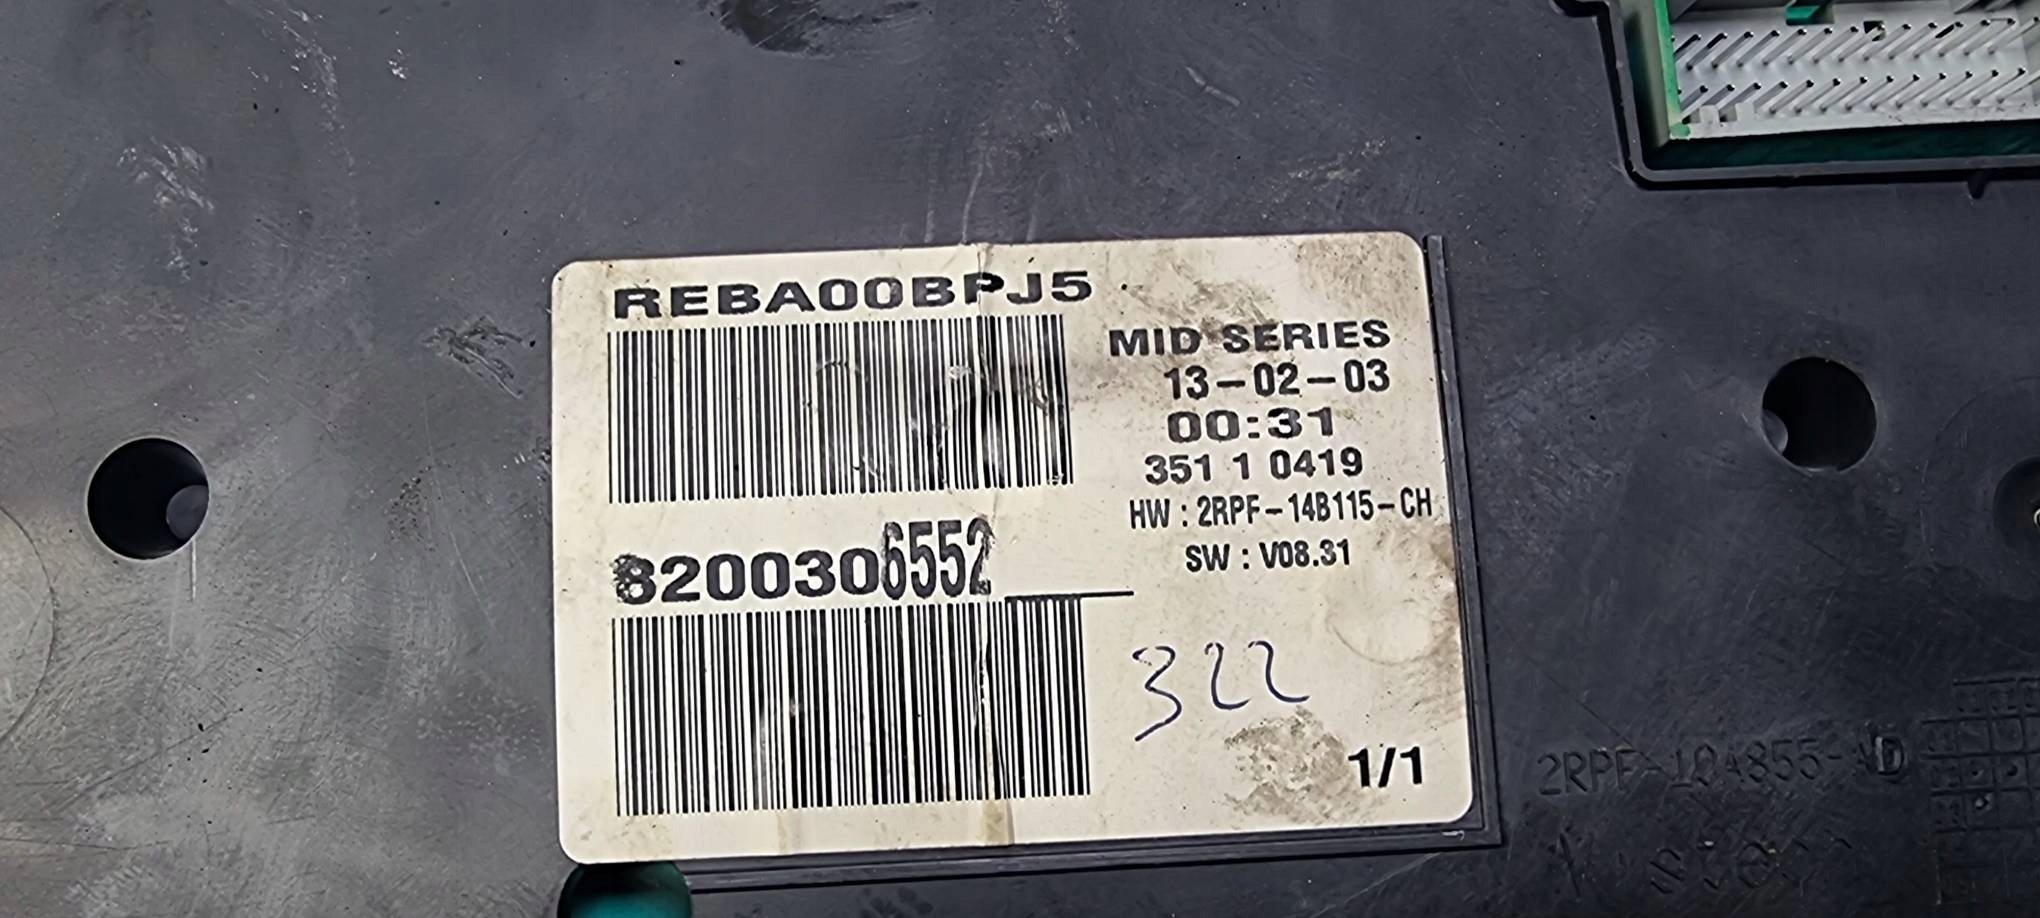 REBA00BPJ5
MID SERIES
13-02-03
00:31
351 1 0419
HW : 2RPF-14B115-CH
SW : V08.31
8200306552
322
1/1